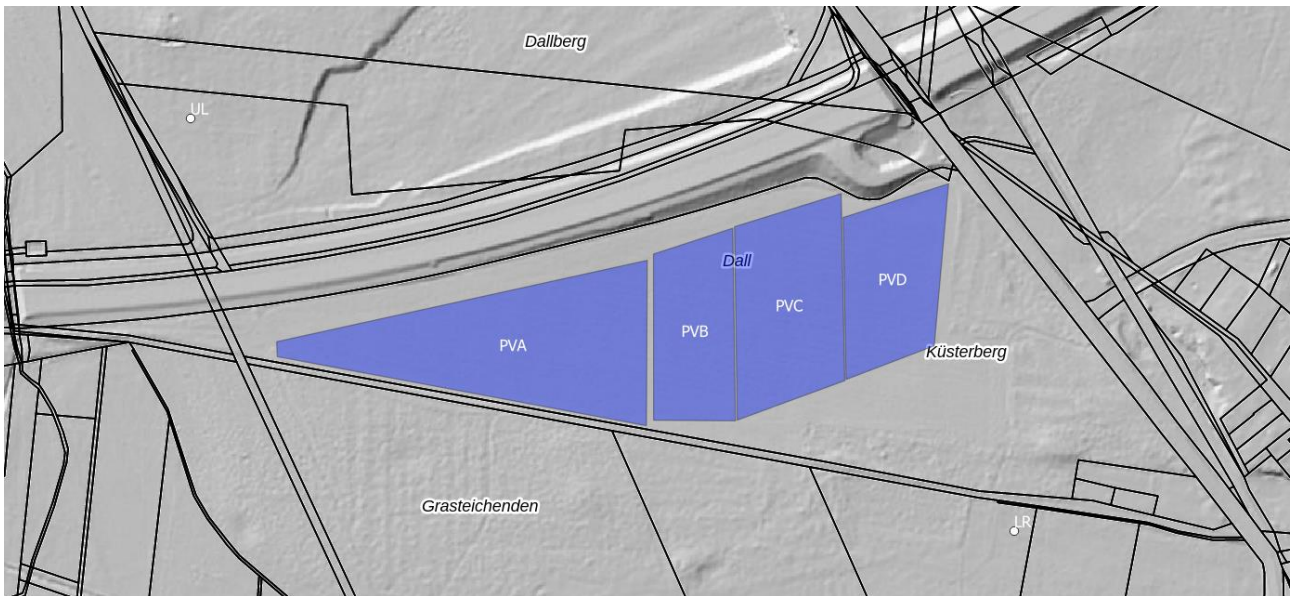 Dallberg
UL
Dall
PVC
PVD
PVB
PVA
Küsterberg
Grasteichenden
LR